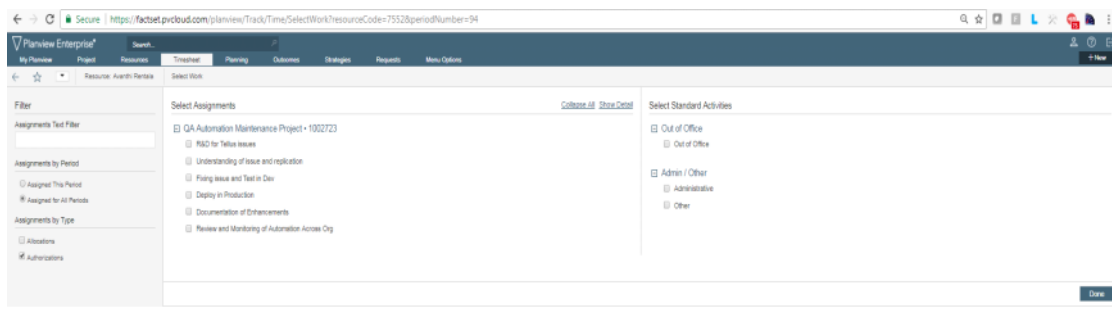 Secure | https://factset.pvcloud.com/planview/Track/Time/SelectWork?resourceCode=7552&periodNumber=94
Planview Enterprise®
Search...
My Planview Project Resources Timesheet Planning Outcomes Strategies Requests Menu Options
+ New
Resource: Avanthi Rentala Select Work
Filter
Assignments Text Filter
Assignments by Period
Assigned This Period
Assigned for All Periods
Assignments by Type
Allocations
Authorizations
Select Assignments
Collapse All Show Detail
QA Automation Maintenance Project • 1002723
R&D for Tellus issues
Understanding of issue and replication
Fixing issue and Test in Dev
Deploy in Production
Documentation of Enhancements
Review and Monitoring of Automation Across Org
Select Standard Activities
Out of Office
Out of Office
Admin / Other
Administrative
Other
Done